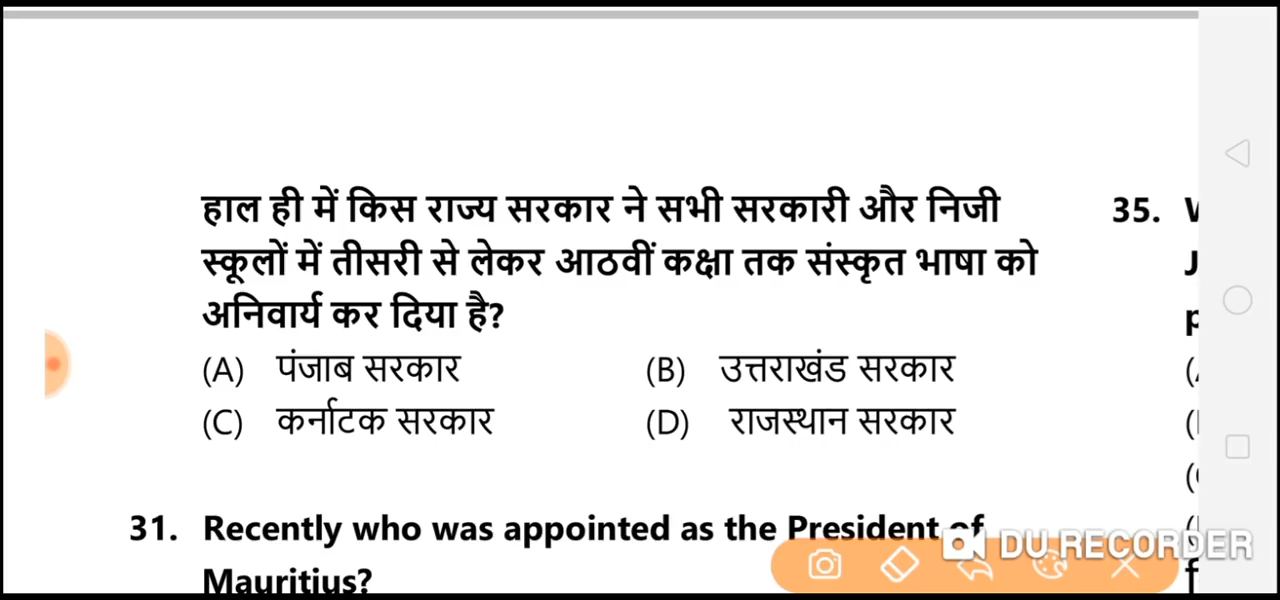 हाल ही में किस राज्य सरकार ने सभी सरकारी और निजी
स्कूलों में तीसरी से लेकर आठवीं कक्षा तक संस्कृत भाषा को
अनिवार्य कर दिया है?
(A) पंजाब सरकार (B) उत्तराखंड सरकार
(C) कर्नाटक सरकार (D) राजस्थान सरकार
31. Recently who was appointed as the President of
Mauritius?
35.
DU RECORDER